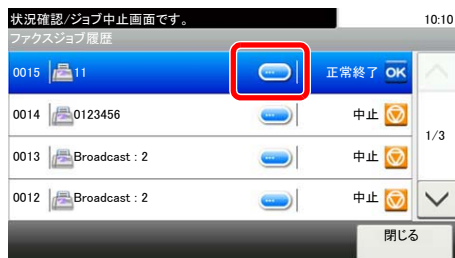 状況確認/ジョブ中止画面です。 10:10
ファクスジョブ履歴
0015 11 正常終了 OK
0014 0123456 中止
1/3
0013 Broadcast : 2 中止
0012 Broadcast : 2 中止
閉じる